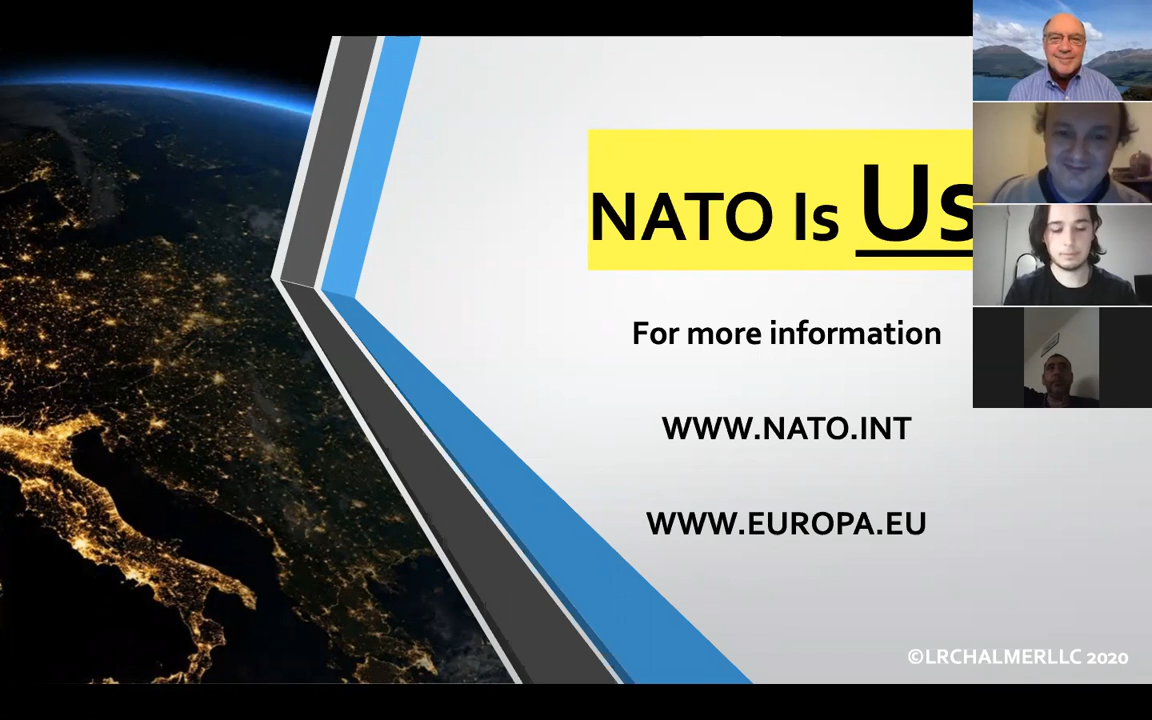 NATO Is Us
For more information
WWW.NATO.INT
WWW.EUROPA.EU
©LRCHALMERLLC 2020